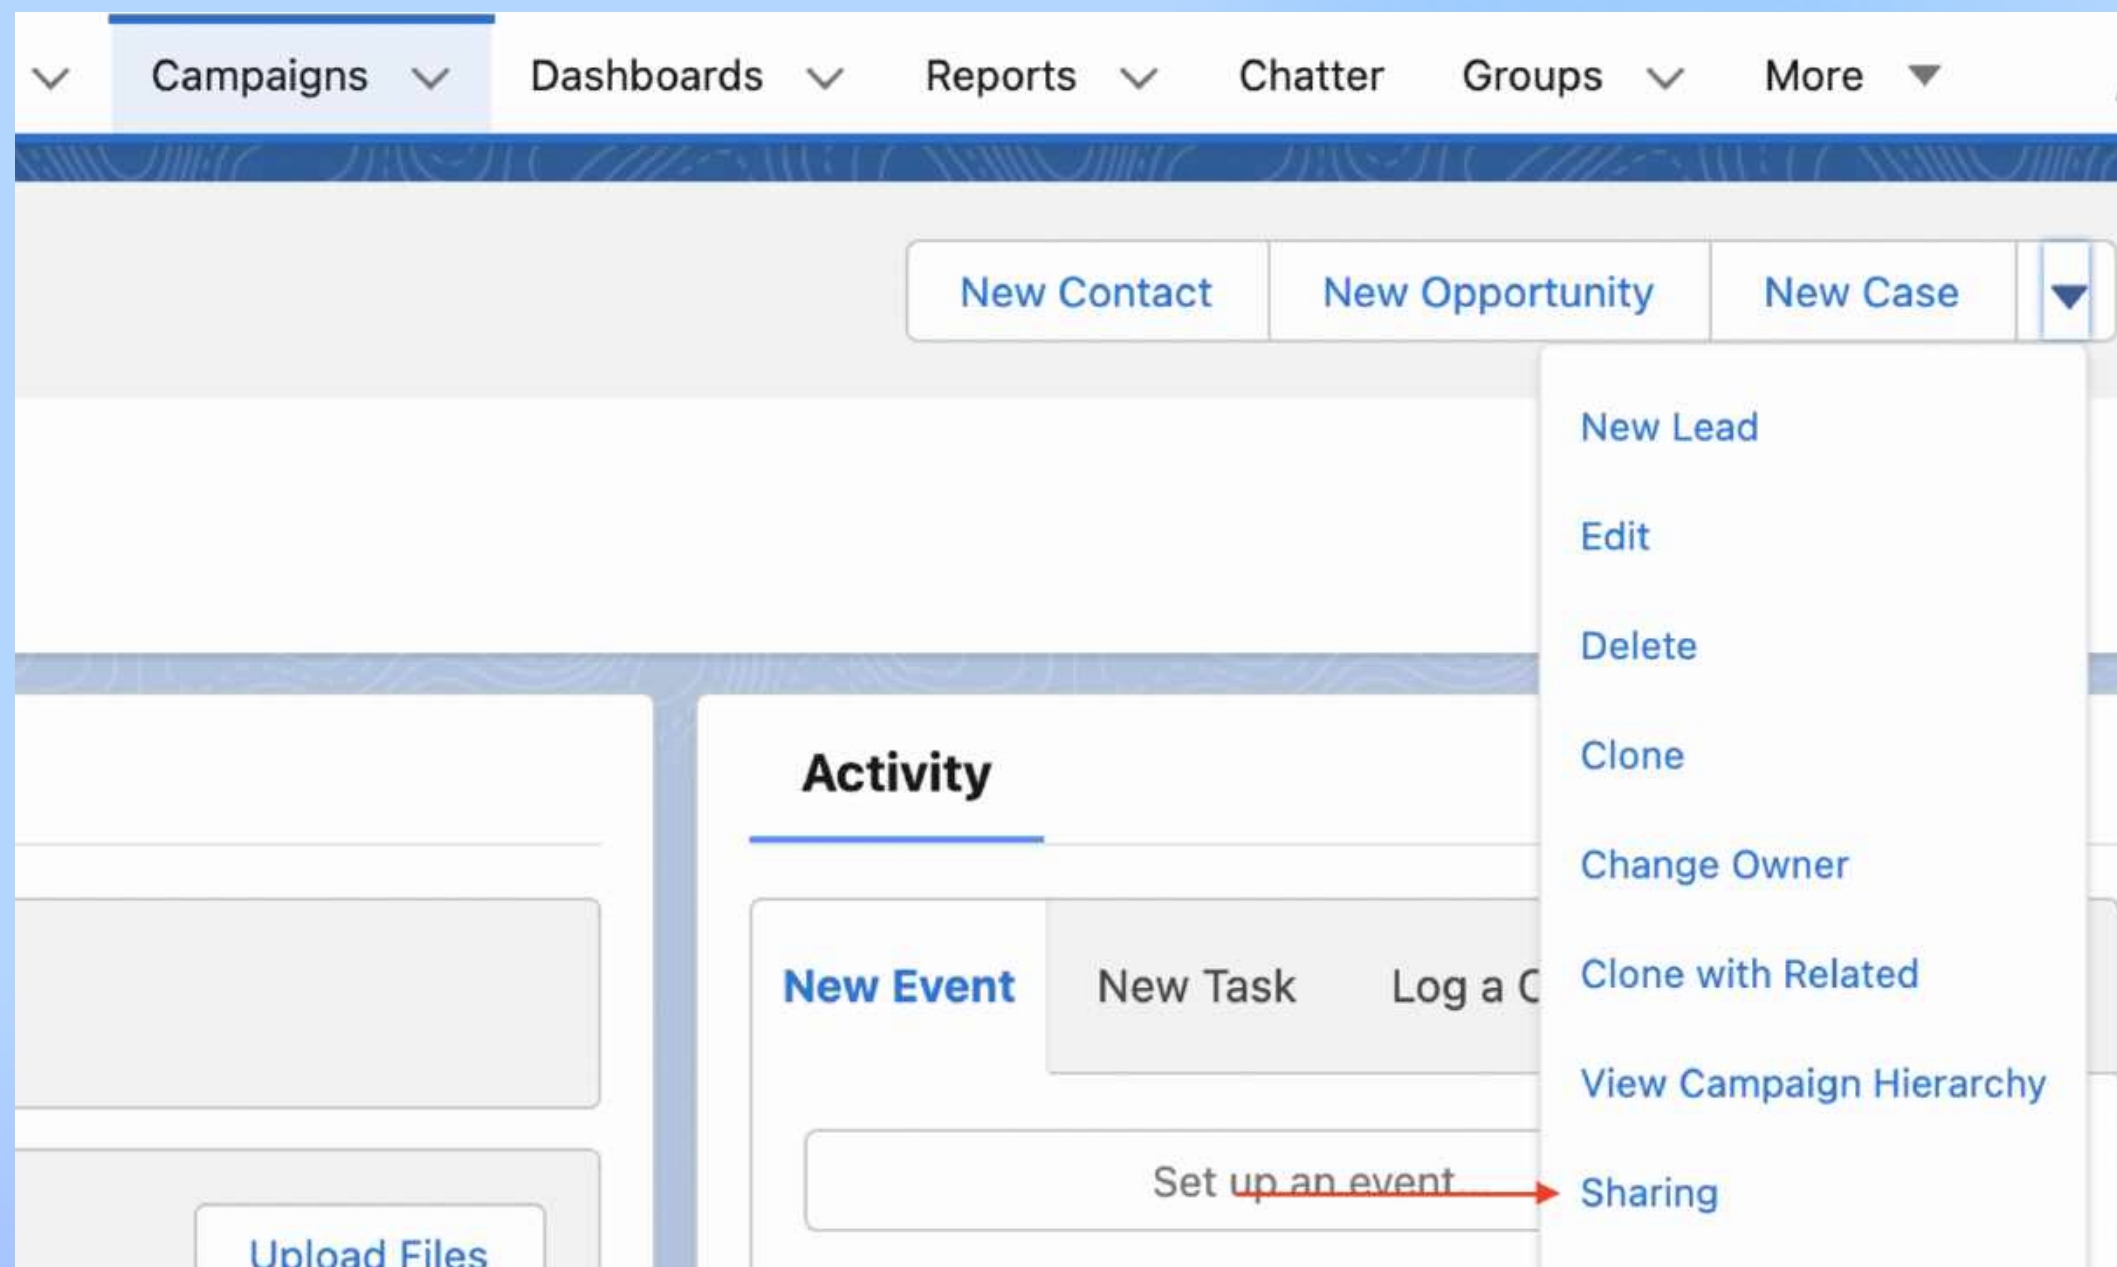 Campaigns Dashboards Reports Chatter Groups More
New Contact New Opportunity New Case
New Lead
Edit
Delete
Clone
Change Owner
Clone with Related
View Campaign Hierarchy
Sharing
Activity
New Event New Task Log a C
Set up an event...
Upload Files